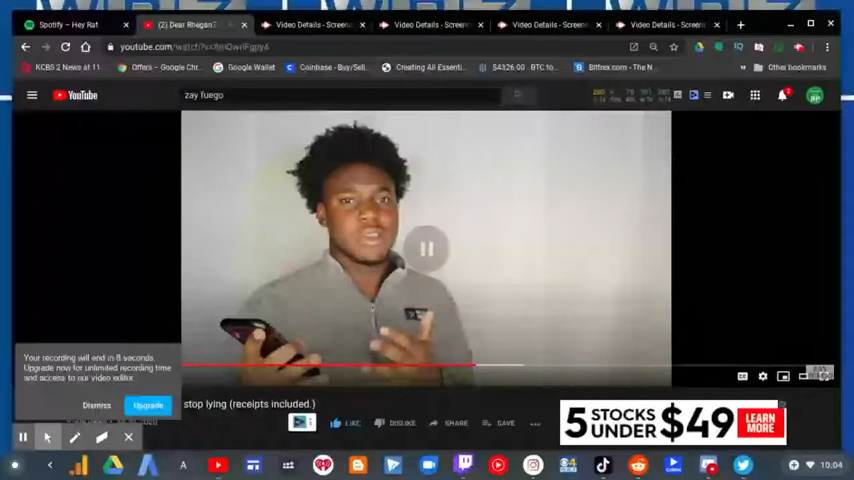 Spotify – Hey Rat
(2) Dear Rhegan
Video Details - Screen
Video Details - Screen
Video Details - Screen
Video Details - Screen
youtube.com
KCBS 2 News at 11
Offers – Google Chr...
Google Wallet
Coinbase - Buy/Sell
Creating All Essenti...
$4326.00 BTC to...
Bittrex.com - The N...
Other bookmarks
YouTube
zay fuego
Your recording will end in 8 seconds.
Upgrade now for unlimited recording time
and access to our video editor.
Dismiss
Upgrade
stop lying (receipts included.)
LIKE
DISLIKE
SHARE
SAVE
5 STOCKS
UNDER $49
LEARN
MORE
10:04